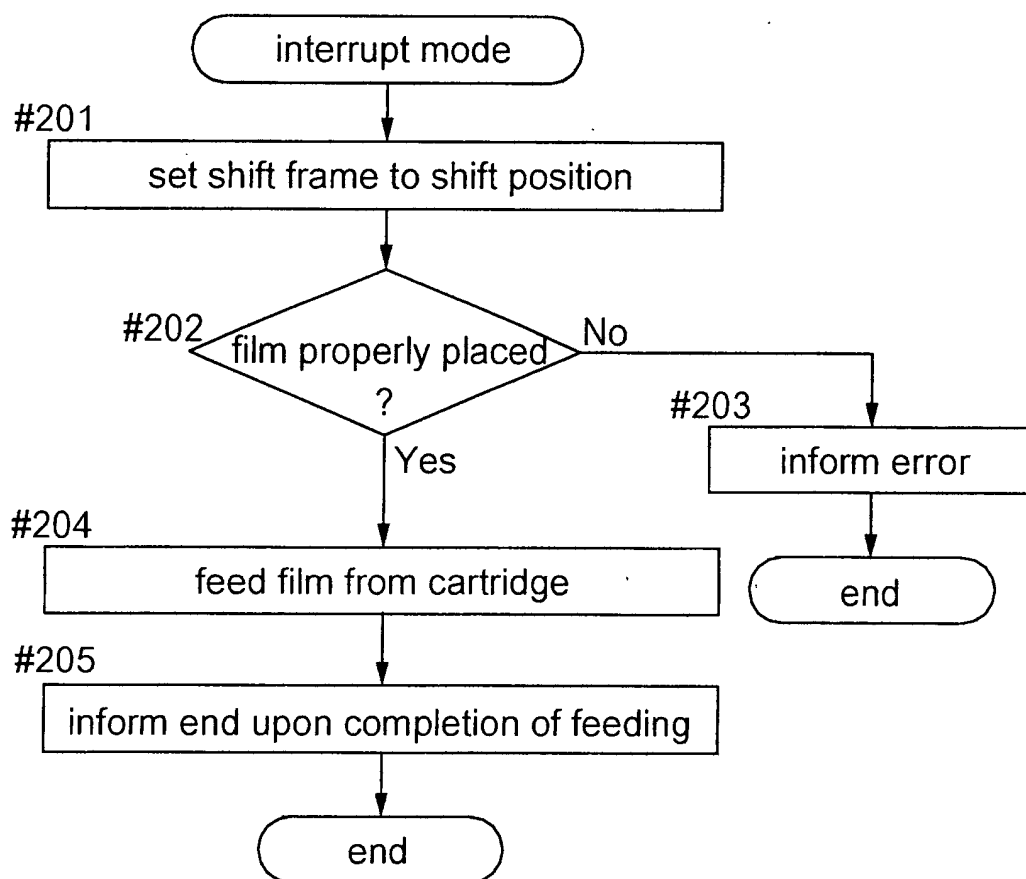 interrupt mode
#201
set shift frame to shift position
#202
film properly placed
?
No
Yes
#203
inform error
end
#204
feed film from cartridge
#205
inform end upon completion of feeding
end